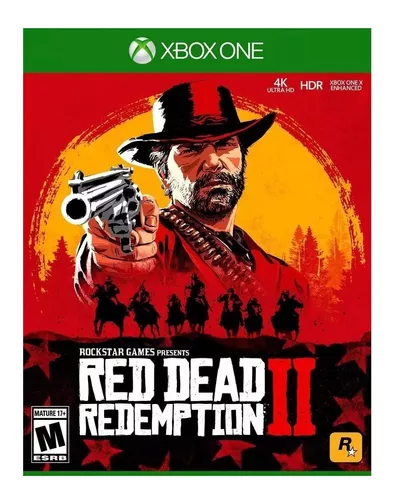 XBOX ONE
4K
ULTRA HD
HDR
XBOX ONE X
ENHANCED
ROCKSTAR GAMES PRESENTS
RED DEAD
REDEMPTION II
MATURE 17+
M
ESRB
R